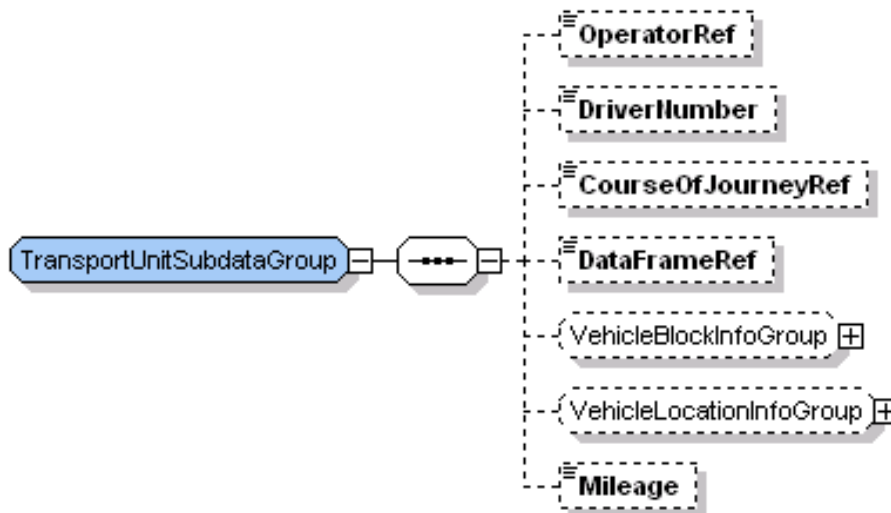 OperatorRef
DriverNumber
CourseOfJourneyRef
TransportUnitSubdataGroup
DataFrameRef
VehicleBlockInfoGroup
VehicleLocationInfoGroup
Mileage